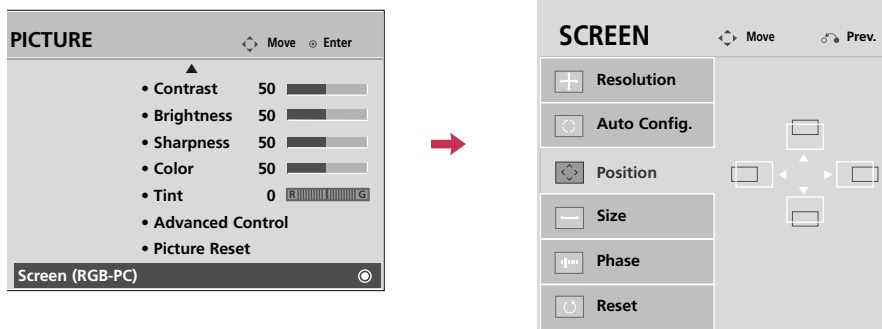 PICTURE
Move
Enter
• Contrast 50
• Brightness 50
• Sharpness 50
• Color 50
• Tint 0 R G
• Advanced Control
• Picture Reset
Screen (RGB-PC)
SCREEN
Move
Prev.
Resolution
Auto Config.
Position
Size
Phase
Reset